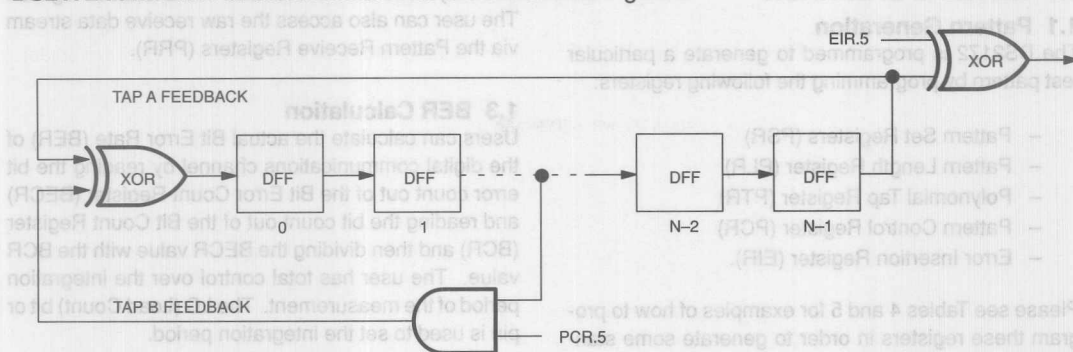 The user can also access the raw receive data stream
via the Pattern Receive Registers (PRR).
1.1 Pattern Generation
programmed to generate a particular
test pattern by programming the following registers:
EIR.5
XOR
TAP A FEEDBACK
1.3 BER Calculation
Users can calculate the actual Bit Error Rate (BER) of
the digital communications channel by reading the bit
error count out of the Bit Error Count Register (BECR)
and reading the bit count out of the Bit Count Register
(BCR) and then dividing the BECR value with the BCR
value. The user has total control over the integration
period of the measurement. Count) bit or
pin is used to set the integration period.
– Pattern Set Registers (PSR)
– Pattern Length Register (PLR)
– Polynomial Tap Register (PTR)
– Pattern Control Register (PCR)
– Error Insertion Register (EIR).
XOR
DFF
DFF
DFF
DFF
0
1
N–2
N–1
TAP B FEEDBACK
PCR.5
Please see Tables 4 and 5 for examples of how to pro-
gram these registers in order to generate some